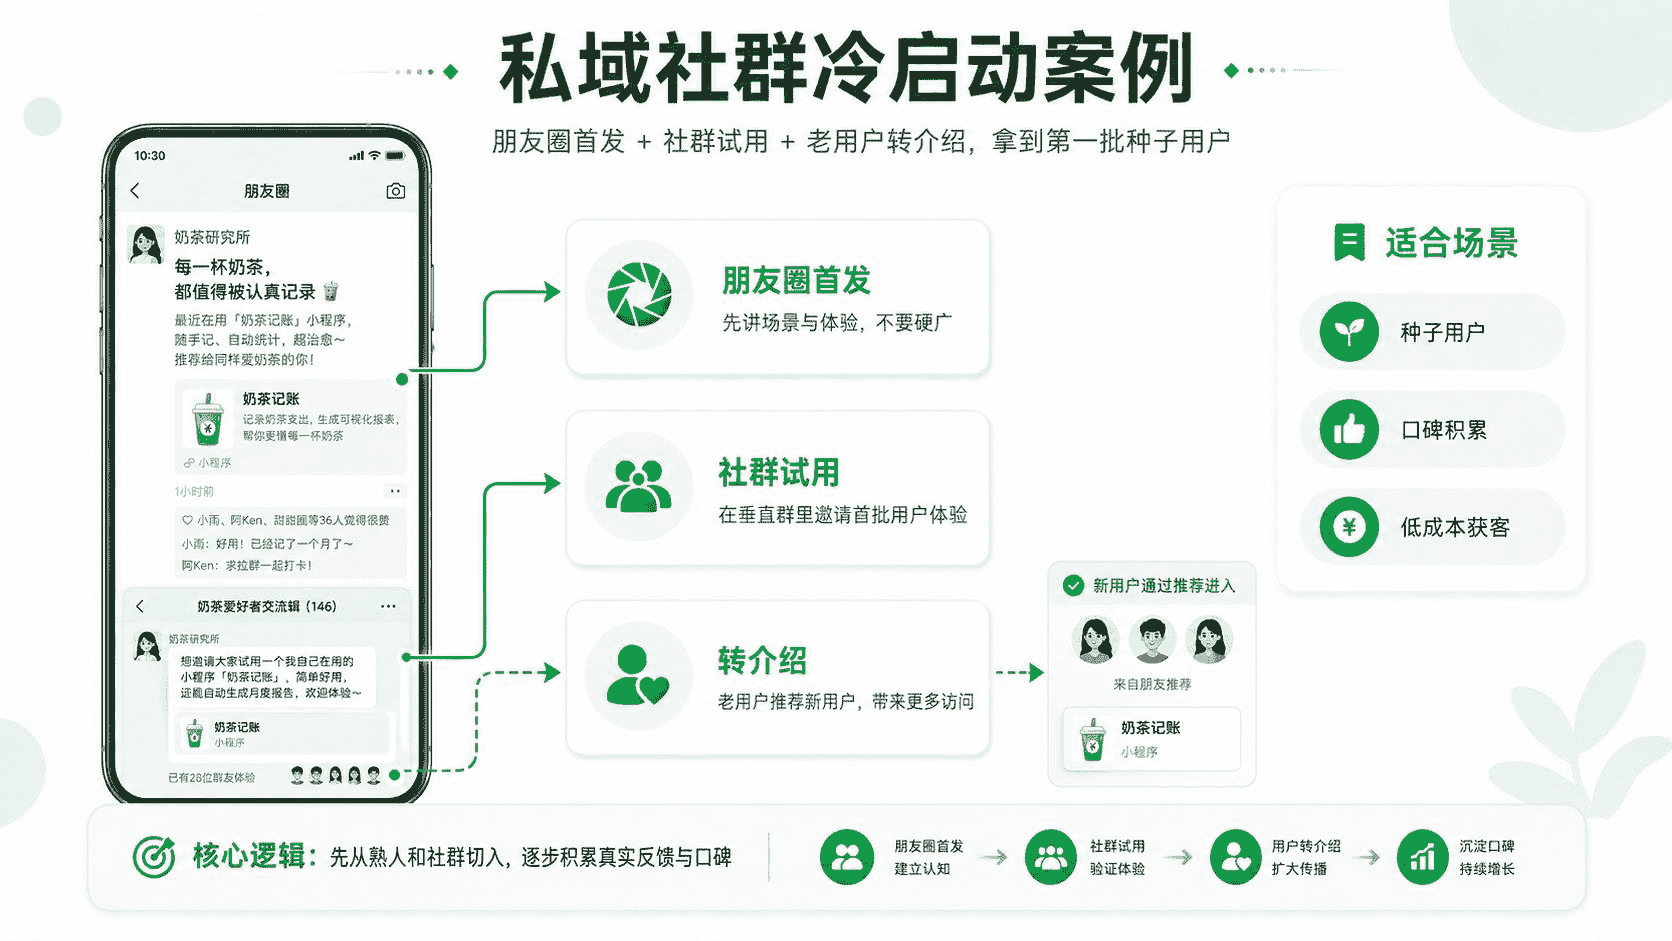 私域社群冷启动案例
朋友圈首发 + 社群试用 + 老用户转介绍，拿到第一批种子用户
10:30
朋友圈
奶茶研究所
每一杯奶茶，
都值得被认真记录
最近在用「奶茶记账」小程序，
随手记、自动统计，超治愈～
推荐给同样爱奶茶的你！
奶茶记账
记录奶茶支出，生成可视化报表，
帮你更懂每一杯奶茶
小程序
1小时前
小雨、阿Ken、甜甜圈等36人觉得很赞
小雨：好用！已经记了一个月了～
阿Ken：求拉群一起打卡！
奶茶爱好者交流辑（146）
奶茶研究所
想邀请大家试用一个我自己在用的
小程序「奶茶记账」，简单好用，
还能自动生成月度报告，欢迎体验～
奶茶记账
小程序
已有28位群友体验
朋友圈首发
先讲场景与体验，不要硬广
社群试用
在垂直群里邀请首批用户体验
转介绍
老用户推荐新用户，带来更多访问
新用户通过推荐进入
来自朋友推荐
奶茶记账
小程序
适合场景
种子用户
口碑积累
低成本获客
核心逻辑：先从熟人和社群切入，逐步积累真实反馈与口碑
朋友圈首发
建立认知
社群试用
验证体验
用户转介绍
扩大传播
沉淀口碑
持续增长